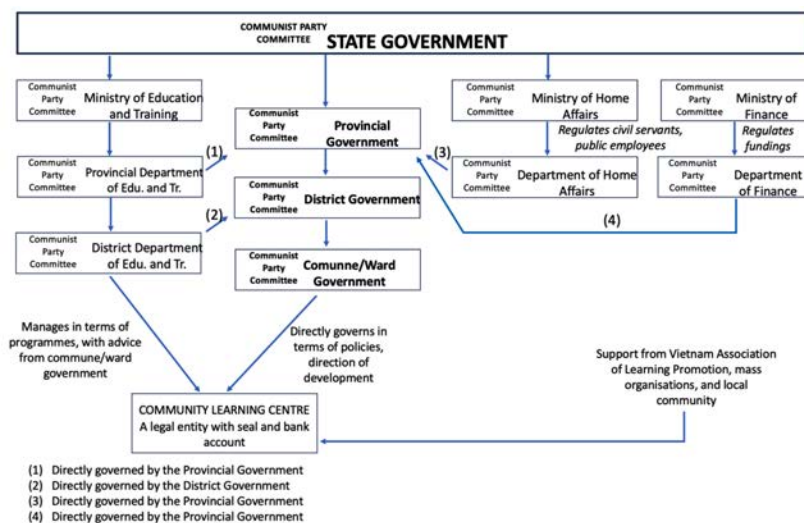 COMMUNIST PARTY
COMMITTEE
STATE GOVERNMENT
Communist
Party
Committee
Ministry of Education
and Training
Communist
Party
Committee
Ministry of Home
Affairs
Communist
Party
Committee
Ministry of
Finance
Communist
Party
Committee
Provincial
Government
Regulates civil servants,
public employees
Regulates
fundings
(1)
(3)
Communist
Party
Committee
Provincial Department
of Edu. and Tr.
Communist
Party
Committee
District Government
Communist
Party
Committee
Department of Home
Affairs
Communist
Party
Committee
Department
of Finance
(2)
(4)
Communist
Party
Committee
District Department
of Edu. and Tr.
Communist
Party
Committee
Comunne/Ward
Government
Manages in terms of
programmes, with advice
from commune/ward
government
Directly governs in
terms of policies,
direction of
development
Support from Vietnam Association
of Learning Promotion, mass
organisations, and local
community
COMMUNITY LEARNING CENTRE
A legal entity with seal and bank
account
(1) Directly governed by the Provincial Government
(2) Directly governed by the District Government
(3) Directly governed by the Provincial Government
(4) Directly governed by the Provincial Government